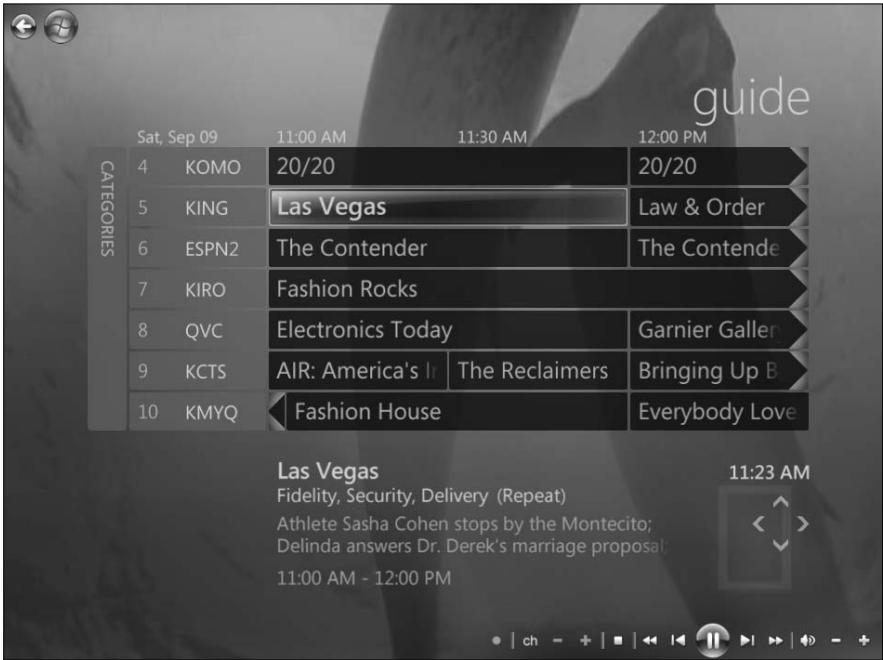 guide
Sat, Sep 09 11:00 AM 11:30 AM 12:00 PM
CATEGORIES
4 KOMO 20/20 20/20
5 KING Las Vegas Law & Order
6 ESPN2 The Contender The Contende
7 KIRO Fashion Rocks
8 QVC Electronics Today Garnier Galler
9 KCTS AIR: America's In The Reclaimers Bringing Up B
10 KMYQ Fashion House Everybody Love
Las Vegas 11:23 AM
Fidelity, Security, Delivery (Repeat)
Athlete Sasha Cohen stops by the Montecito;
Delinda answers Dr. Derek's marriage proposal;
11:00 AM - 12:00 PM
ch